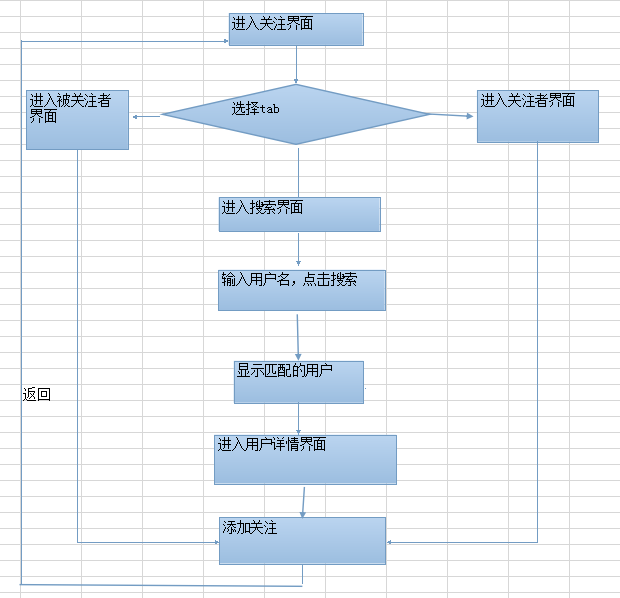 进入关注界面
选择tab
进入被关注者
界面
进入关注者界面
进入搜索界面
输入用户名，点击搜索
显示匹配的用户
返回
进入用户详情界面
添加关注